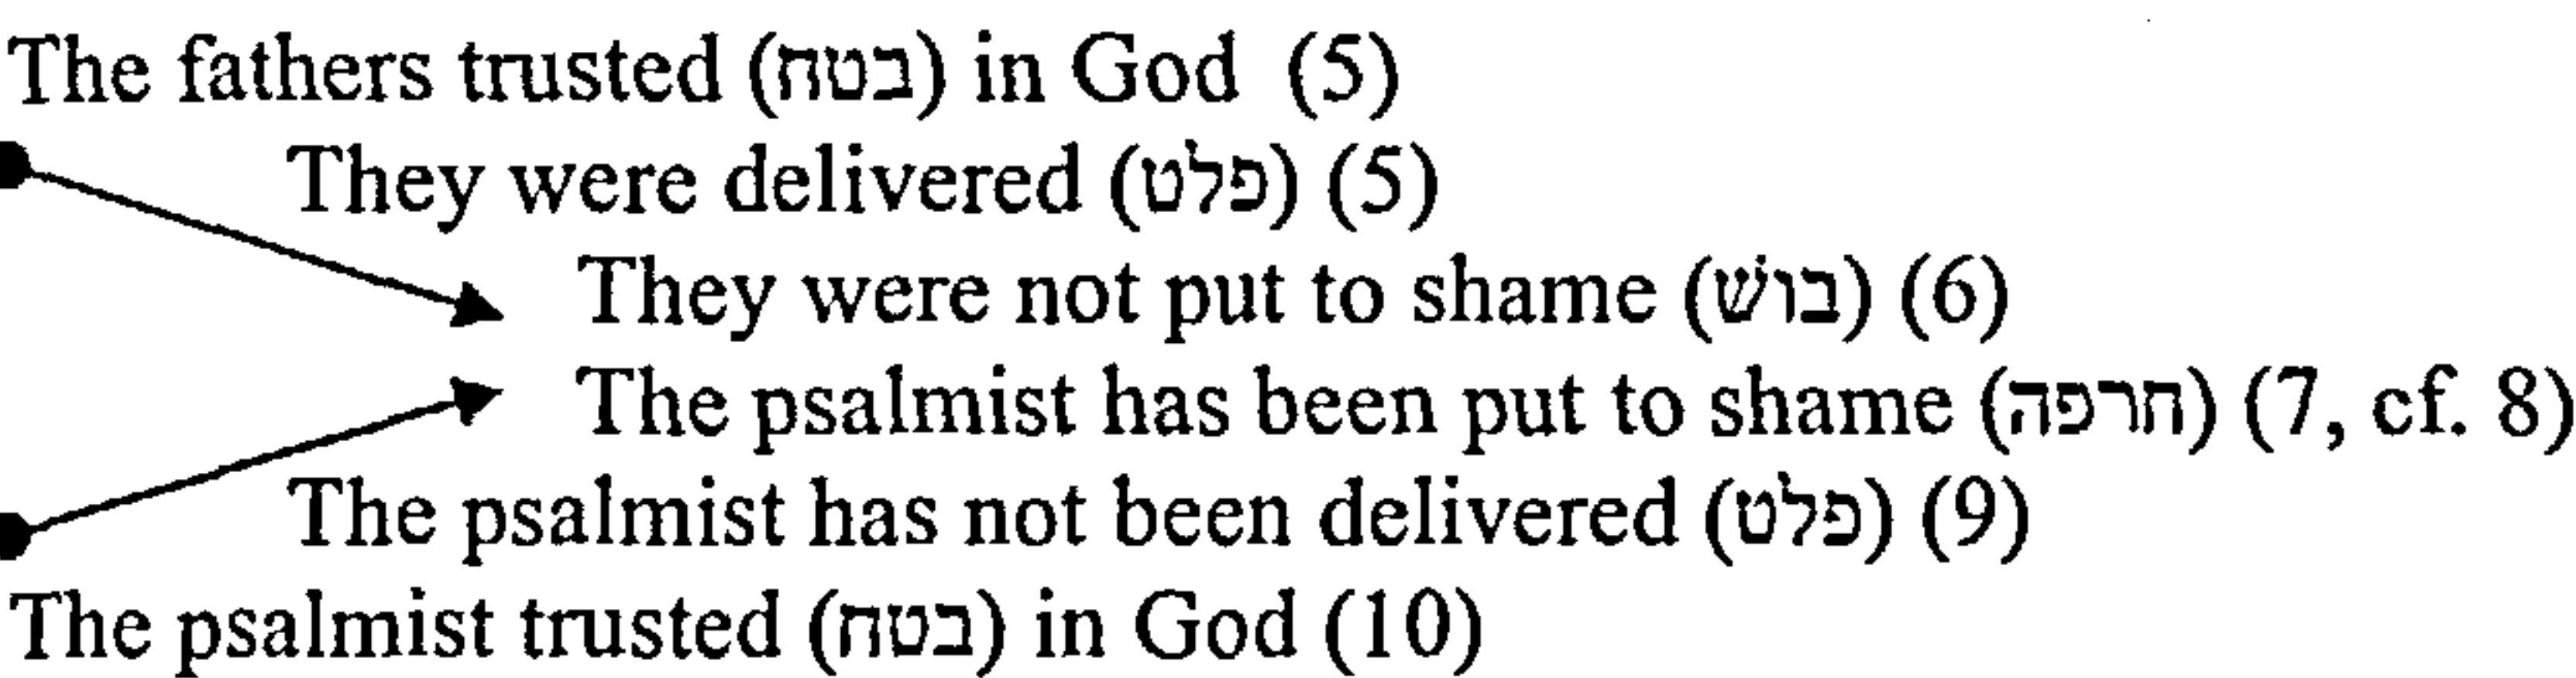 The fathers trusted (בטח) in God (5)
They were delivered (פלט) (5)
They were not put to shame (בושׁ) (6)
The psalmist has been put to shame (חרפה) (7, cf. 8)
The psalmist has not been delivered (פלט) (9)
The psalmist trusted (בטח) in God (10)